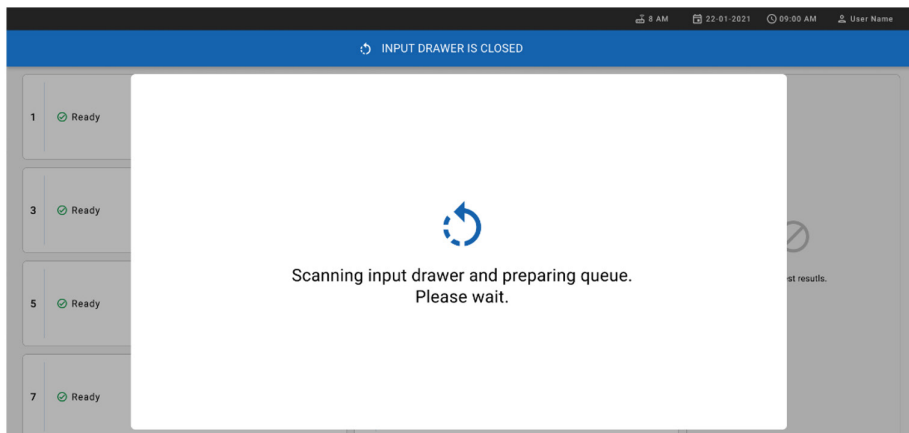 8 AM 22-01-2021 09:00 AM User Name
INPUT DRAWER IS CLOSED
1 Ready
3 Ready
Scanning input drawer and preparing queue.
Please wait.
resutls.
5 Ready
7 Ready